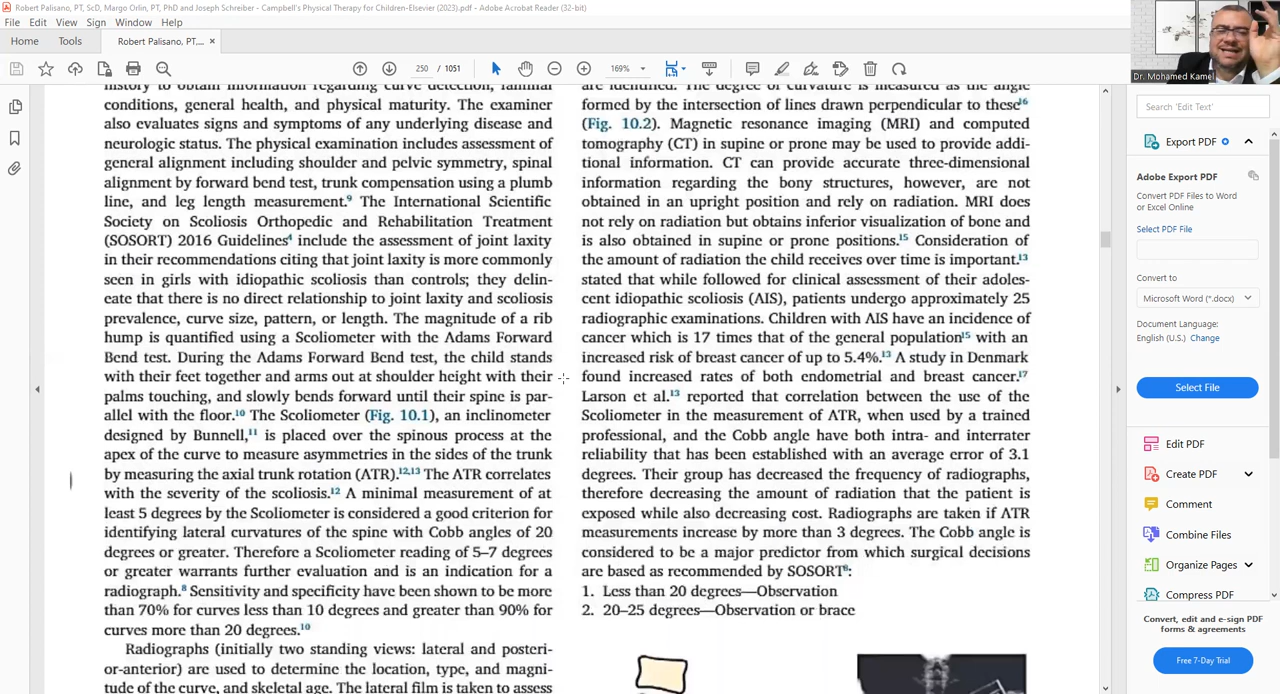 Robert Palisano, PT, ScD, Margo Orlin, PT, PhD and Joseph Schreiber - Campbell's Physical Therapy for Children-Elsevier (2023).pdf - Adobe Acrobat Reader (32-bit)
File Edit View Sign Window Help
Home Tools Robert Palisano, PT,... ×
250 / 1051 169%
Dr. Mohamed Kamel
history to obtain information regarding curve detection, familial
conditions, general health, and physical maturity. The examiner
also evaluates signs and symptoms of any underlying disease and
neurologic status. The physical examination includes assessment of
general alignment including shoulder and pelvic symmetry, spinal
alignment by forward bend test, trunk compensation using a plumb
line, and leg length measurement.9 The International Scientific
Society on Scoliosis Orthopedic and Rehabilitation Treatment
(SOSORT) 2016 Guidelines4 include the assessment of joint laxity
in their recommendations citing that joint laxity is more commonly
seen in girls with idiopathic scoliosis than controls; they delin-
eate that there is no direct relationship to joint laxity and scoliosis
prevalence, curve size, pattern, or length. The magnitude of a rib
hump is quantified using a Scoliometer with the Adams Forward
Bend test. During the Adams Forward Bend test, the child stands
with their feet together and arms out at shoulder height with their
palms touching, and slowly bends forward until their spine is par-
allel with the floor.10 The Scoliometer (Fig. 10.1), an inclinometer
designed by Bunnell,11 is placed over the spinous process at the
apex of the curve to measure asymmetries in the sides of the trunk
by measuring the axial trunk rotation (ATR).12,13 The ATR correlates
with the severity of the scoliosis.12 A minimal measurement of at
least 5 degrees by the Scoliometer is considered a good criterion for
identifying lateral curvatures of the spine with Cobb angles of 20
degrees or greater. Therefore a Scoliometer reading of 5–7 degrees
or greater warrants further evaluation and is an indication for a
radiograph.8 Sensitivity and specificity have been shown to be more
than 70% for curves less than 10 degrees and greater than 90% for
curves more than 20 degrees.10
Radiographs (initially two standing views: lateral and posteri-
or-anterior) are used to determine the location, type, and magni-
tude of the curve, and skeletal age. The lateral film is taken to assess
are identified. The degree of curvature is measured as the angle
formed by the intersection of lines drawn perpendicular to these16
(Fig. 10.2). Magnetic resonance imaging (MRI) and computed
tomography (CT) in supine or prone may be used to provide addi-
tional information. CT can provide accurate three-dimensional
information regarding the bony structures, however, are not
obtained in an upright position and rely on radiation. MRI does
not rely on radiation but obtains inferior visualization of bone and
is also obtained in supine or prone positions.15 Consideration of
the amount of radiation the child receives over time is important.13
stated that while followed for clinical assessment of their adoles-
cent idiopathic scoliosis (AIS), patients undergo approximately 25
radiographic examinations. Children with AIS have an incidence of
cancer which is 17 times that of the general population15 with an
increased risk of breast cancer of up to 5.4%.13 A study in Denmark
found increased rates of both endometrial and breast cancer.17
Larson et al.13 reported that correlation between the use of the
Scoliometer in the measurement of ATR, when used by a trained
professional, and the Cobb angle have both intra- and interrater
reliability that has been established with an average error of 3.1
degrees. Their group has decreased the frequency of radiographs,
therefore decreasing the amount of radiation that the patient is
exposed while also decreasing cost. Radiographs are taken if ATR
measurements increase by more than 3 degrees. The Cobb angle is
considered to be a major predictor from which surgical decisions
are based as recommended by SOSORT8:
1. Less than 20 degrees—Observation
2. 20–25 degrees—Observation or brace
Search 'Edit Text'
Export PDF
Adobe Export PDF
Convert PDF Files to Word
or Excel Online
Select PDF File
Convert to
Microsoft Word (*.docx)
Document Language:
English (U.S.) Change
Select File
Edit PDF
Create PDF
Comment
Combine Files
Organize Pages
Compress PDF
Convert, edit and e-sign PDF
forms & agreements
Free 7-Day Trial